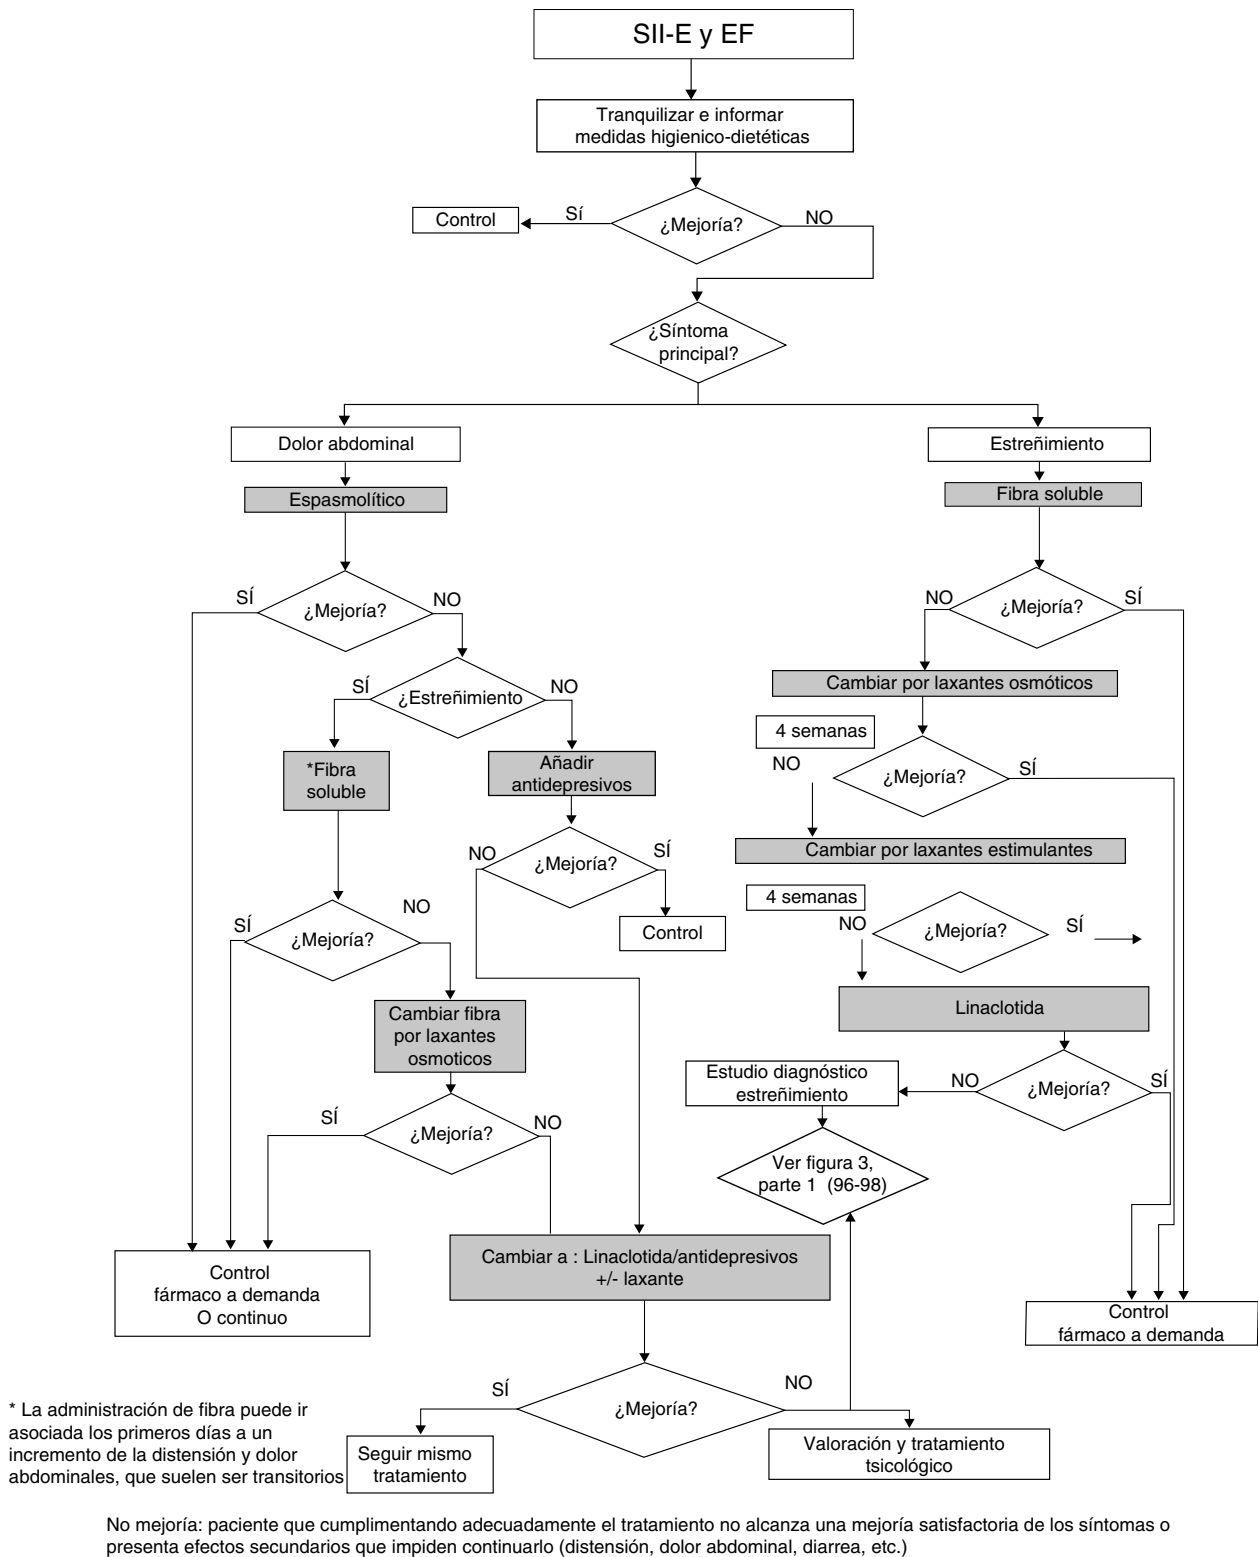 SII-E y EF
Tranquilizar e informar
medidas higienico-dietéticas
¿Mejoría?
Sí
Control
NO
¿Síntoma
principal?
Dolor abdominal
Espasmolítico
¿Mejoría?
SÍ
NO
¿Estreñimiento
SÍ
NO
*Fibra
soluble
Añadir
antidepresivos
¿Mejoría?
NO
SÍ
Control
¿Mejoría?
SÍ
NO
Cambiar fibra
por laxantes
osmoticos
¿Mejoría?
SÍ
NO
Control
fármaco a demanda
O continuo
Cambiar a : Linaclotida/antidepresivos
+/- laxante
¿Mejoría?
SÍ
NO
Seguir mismo
tratamiento
Valoración y tratamiento
tsicológico
Estreñimiento
Fibra soluble
¿Mejoría?
NO
SÍ
Cambiar por laxantes osmóticos
4 semanas
NO
¿Mejoría?
SÍ
Cambiar por laxantes estimulantes
4 semanas
NO
¿Mejoría?
SÍ
Linaclotida
¿Mejoría?
NO
SÍ
Estudio diagnóstico
estreñimiento
Ver figura 3,
parte 1 (96-98)
Control
fármaco a demanda
* La administración de fibra puede ir
asociada los primeros días a un
incremento de la distensión y dolor
abdominales, que suelen ser transitorios
No mejoría: paciente que cumplimentando adecuadamente el tratamiento no alcanza una mejoría satisfactoria de los síntomas o
presenta efectos secundarios que impiden continuarlo (distensión, dolor abdominal, diarrea, etc.)